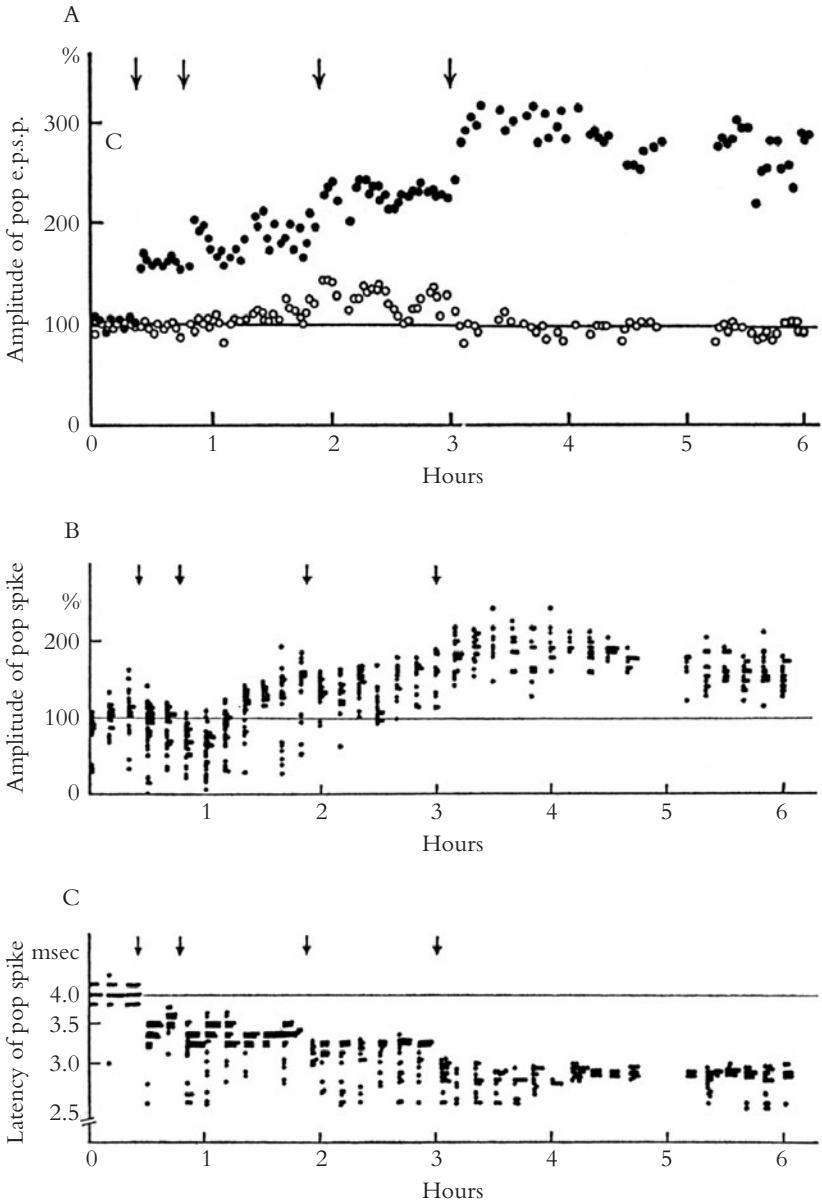 A
%
300
C
200
100
0
Amplitude of pop e.p.s.p.
0 1 2 3 4 5 6
Hours
B
%
200
100
0
Amplitude of pop spike
1 2 3 4 5 6
Hours
C
msec
4.0
3.5
3.0
2.5
Latency of pop spike
0 1 2 3 4 5 6
Hours